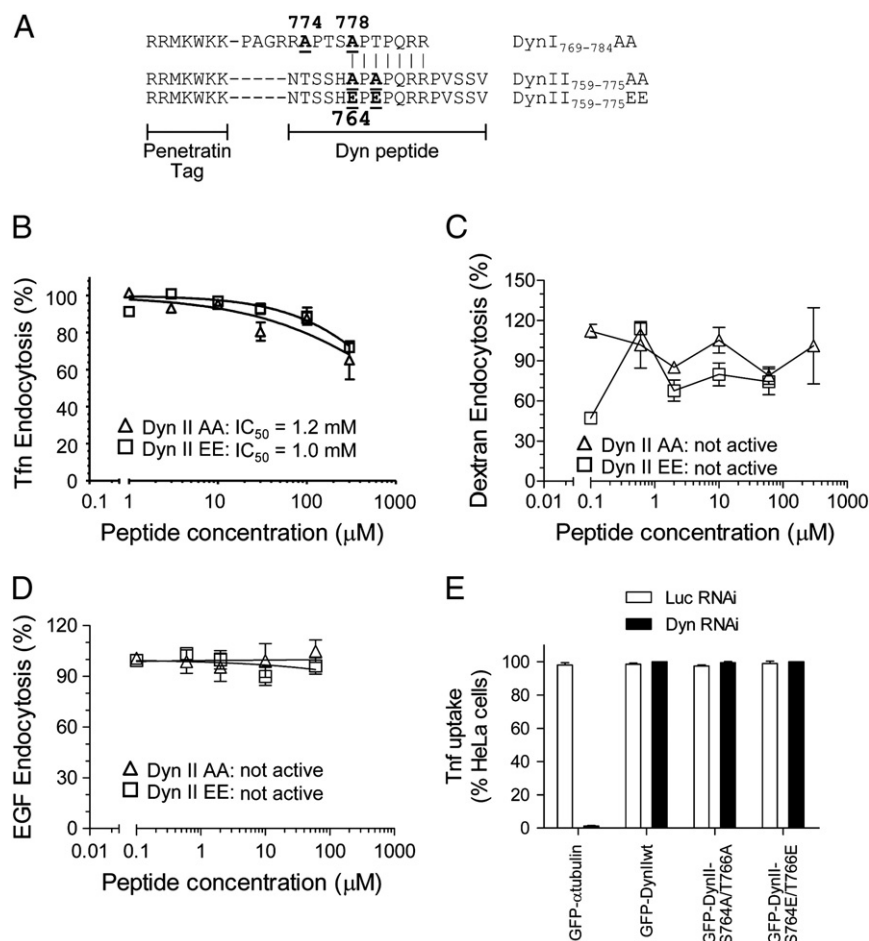 A
774 778
RRMKWKK-PAGRRAPTSAPTPQRR DynI769-784AA
RRMKWKK-----NTSSHAPAPQRRPVSSV DynII759-775AA
RRMKWKK-----NTSSHEPEPQRRPVSSV DynII759-775EE
764
Penetratin Tag
Dyn peptide
B
Tfn Endocytosis (%)
100
80
60
40
20
0
Dyn II AA: IC50 = 1.2 mM
Dyn II EE: IC50 = 1.0 mM
0.1 1 10 100 1000
Peptide concentration (μM)
C
Dextran Endocytosis (%)
150
120
90
60
30
0
Dyn II AA: not active
Dyn II EE: not active
0.01 0.1 1 10 100 1000
Peptide concentration (μM)
D
EGF Endocytosis (%)
120
90
60
30
0
Dyn II AA: not active
Dyn II EE: not active
0.01 0.1 1 10 100 1000
Peptide concentration (μM)
E
Luc RNAi
Dyn RNAi
Tnf uptake
(% HeLa cells)
100
80
60
40
20
0
GFP-αtubulin
GFP-DynIIwt
GFP-DynII-
S764A/T766A
GFP-DynII-
S764E/T766E